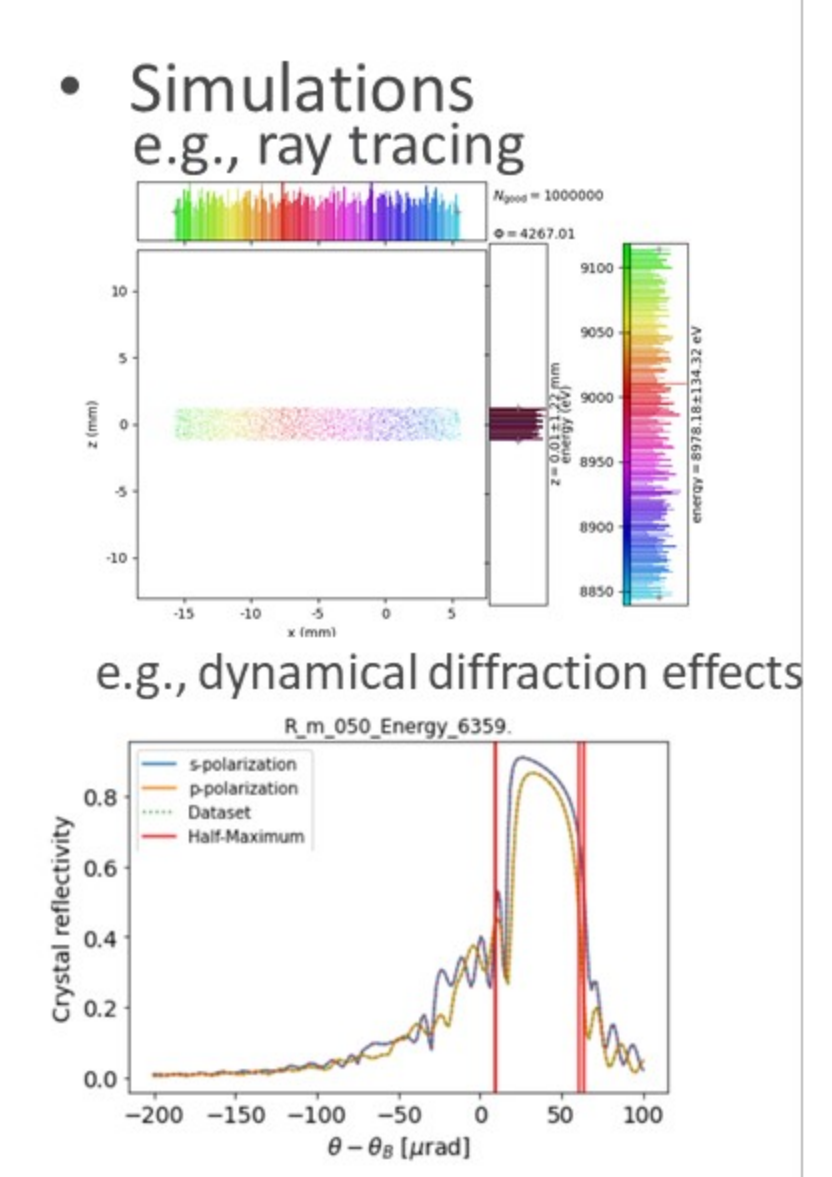 • Simulations
e.g., ray tracing
N_good = 1000000
Φ = 4267.01
10
5
0
-5
-10
z (mm)
-15 -10 -5 0 5
x (mm)
z = 0.01±1.22 mm
energy (eV)
9100
9050
9000
8950
8900
8850
energy = 8978.18±134.32 eV
e.g., dynamical diffraction effects
R_m_050_Energy_6359.
s-polarization
p-polarization
Dataset
Half-Maximum
0.8
0.6
0.4
0.2
0.0
Crystal reflectivity
−200 −150 −100 −50 0 50 100
θ − θ_B [μrad]